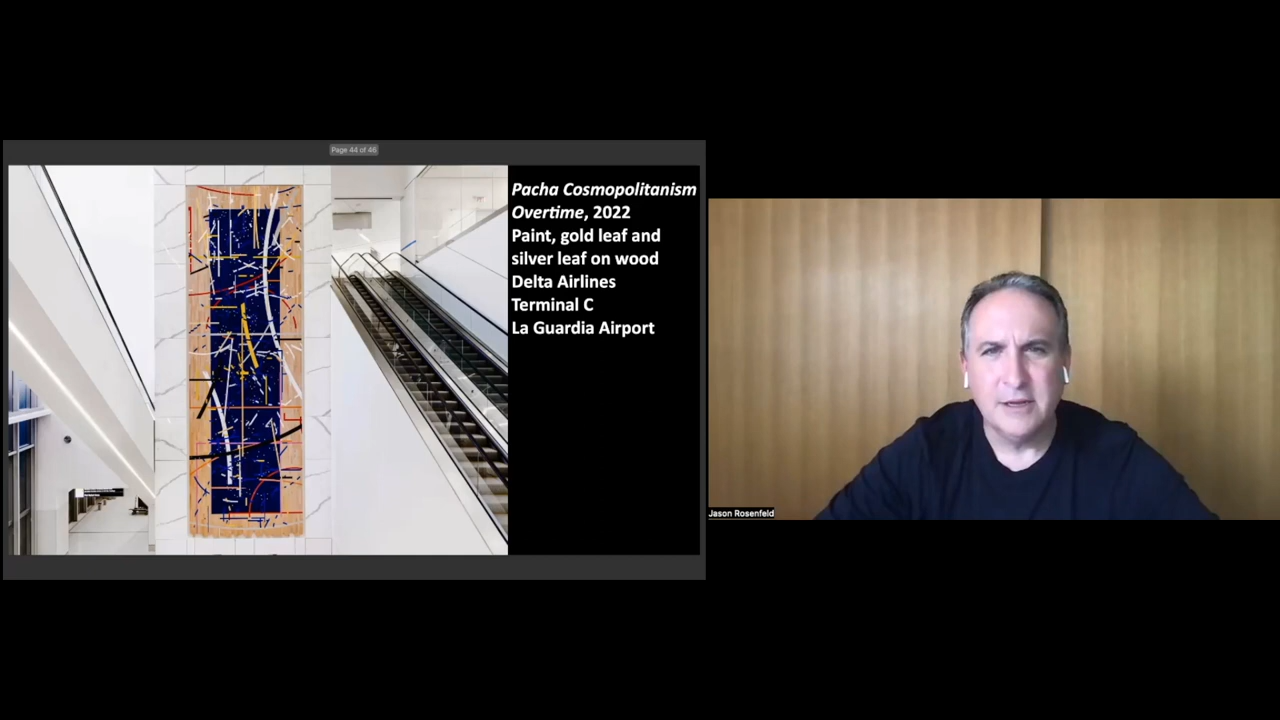 Page 44 of 46
Pacha Cosmopolitanism
Overtime, 2022
Paint, gold leaf and
silver leaf on wood
Delta Airlines
Terminal C
La Guardia Airport
Jason Rosenfeld